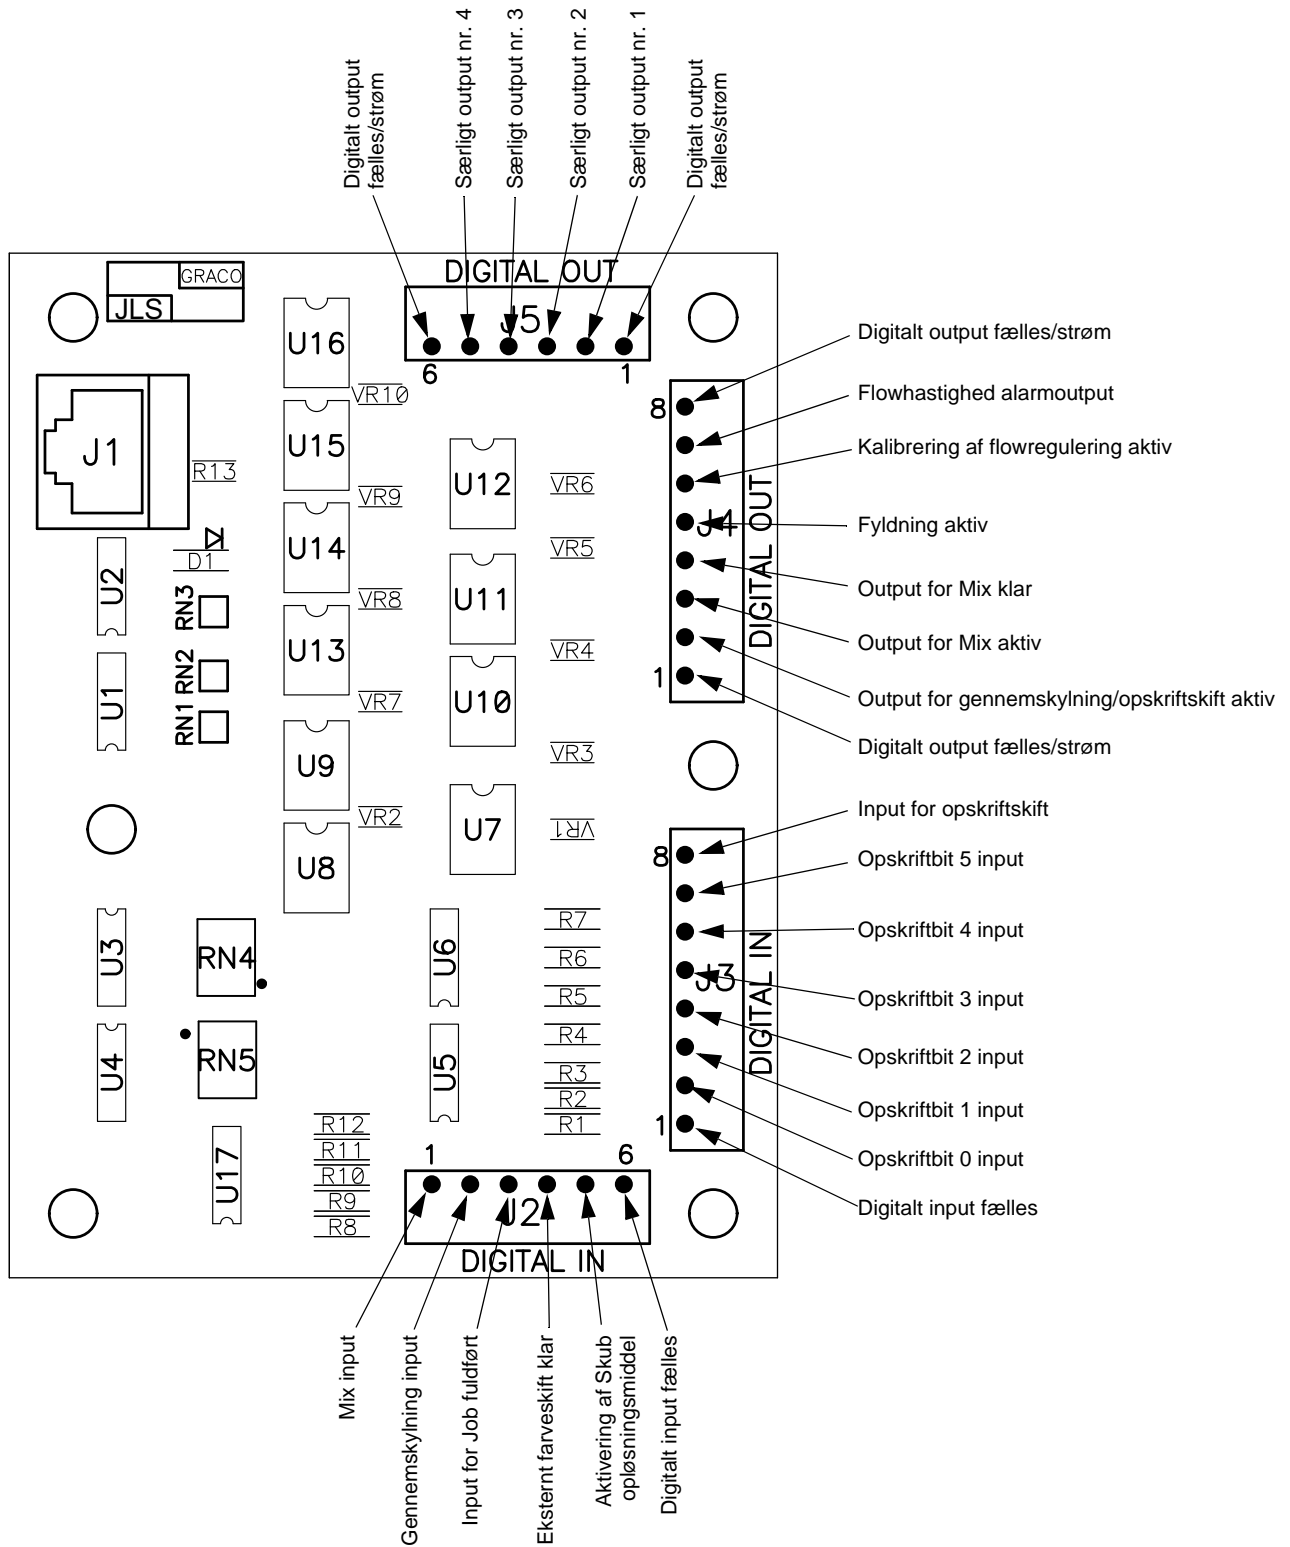 Digitalt output
fælles/strøm
Særligt output nr. 4
Særligt output nr. 3
Særligt output nr. 2
Særligt output nr. 1
Digitalt output
fælles/strøm
GRACO
JLS
DIGITAL OUT
J5
6
1
U16
VR10
J1
R13
U15
VR9
U12
VR6
U14
VR8
VR5
D1
U2
RN3
U11
U13
VR7
VR4
U1
RN2
RN1
U10
U9
VR3
VR2
U7
VR1
U8
8
J4
DIGITAL OUT
1
Digitalt output fælles/strøm
Flowhastighed alarmoutput
Kalibrering af flowregulering aktiv
Fyldning aktiv
Output for Mix klar
Output for Mix aktiv
Output for gennemskylning/opskriftskift aktiv
Digitalt output fælles/strøm
8
J3
DIGITAL IN
1
Input for opskriftskift
Opskriftbit 5 input
Opskriftbit 4 input
Opskriftbit 3 input
Opskriftbit 2 input
Opskriftbit 1 input
Opskriftbit 0 input
Digitalt input fælles
U3
RN4
U6
R7
R6
R5
U4
RN5
U5
R4
R3
R2
R1
U17
R12
R11
R10
R9
R8
1
6
J2
DIGITAL IN
Mix input
Gennemskylning input
Input for Job fuldført
Eksternt farveskift klar
Aktivering af Skub
opløsningsmiddel
Digitalt input fælles